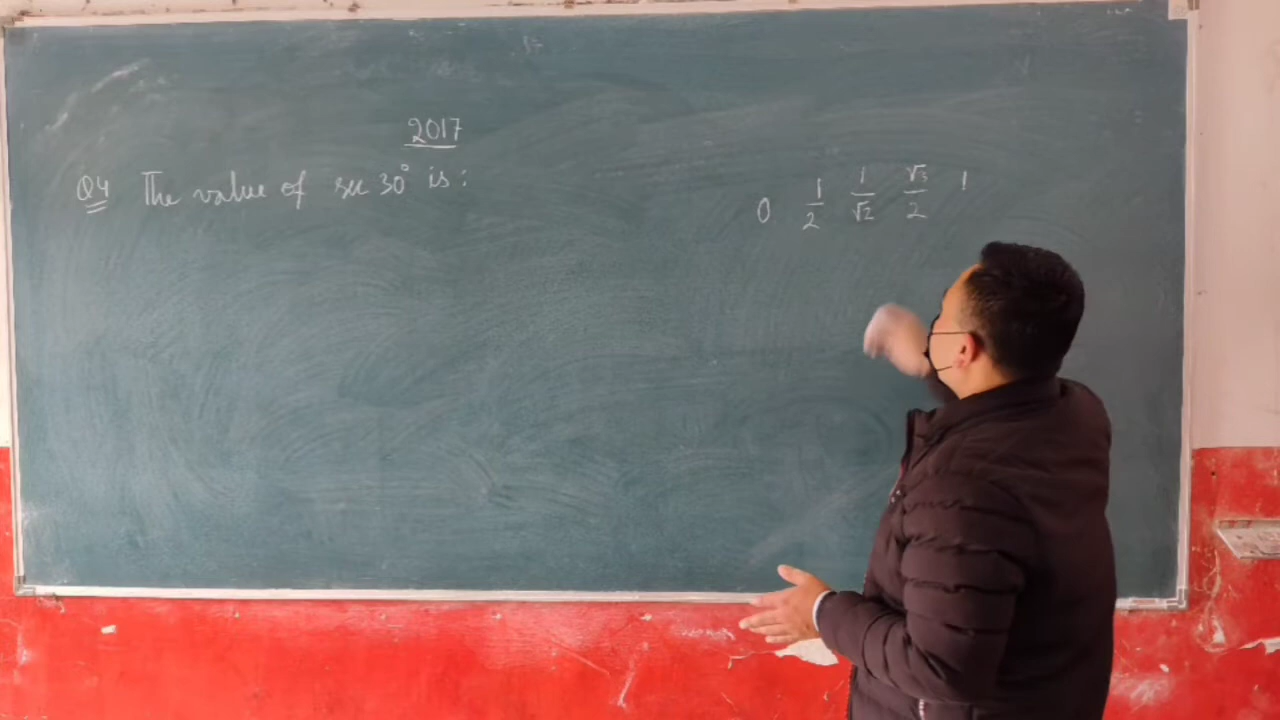 2017
Q4 The value of sec 30° is:
0 1/2 1/√2 √3/2 1